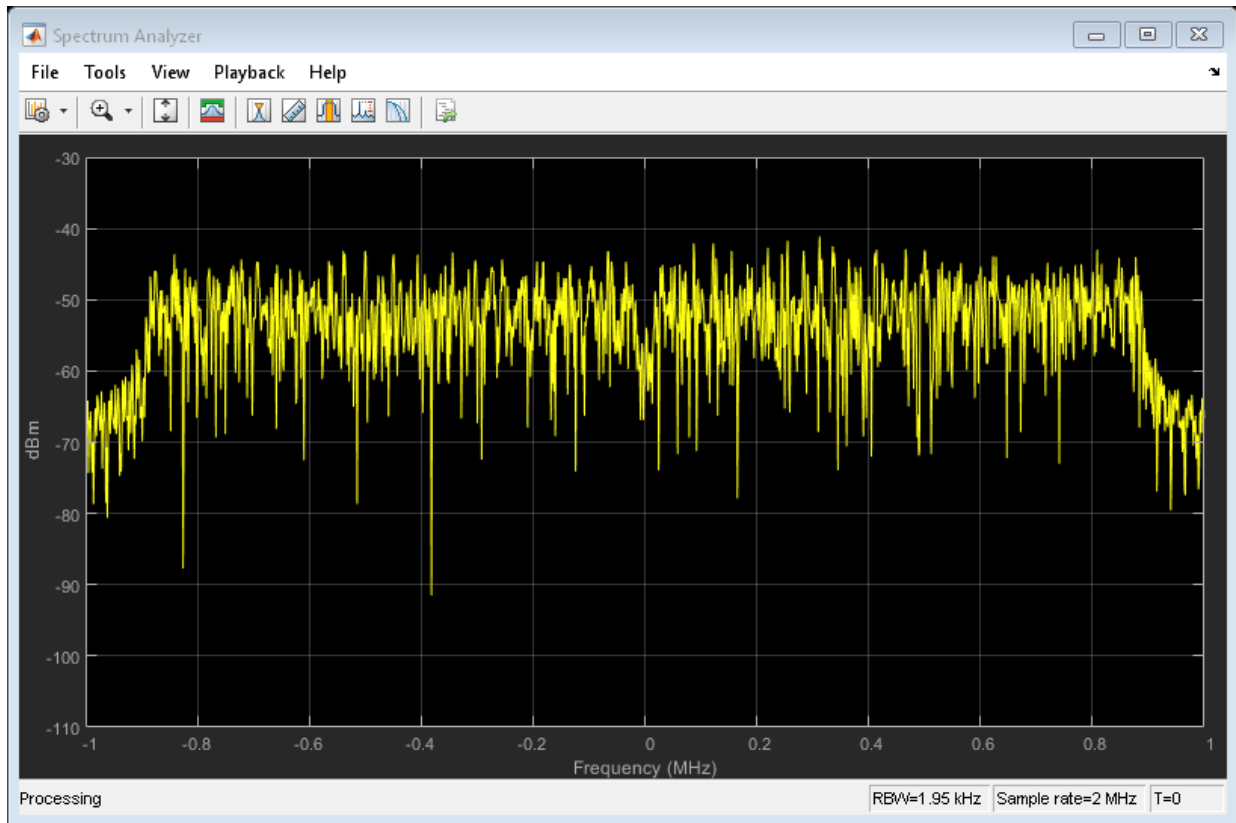 Spectrum Analyzer
File Tools View Playback Help
-30
-40
-50
-60
-70
-80
-90
-100
-110
dBm
-1 -0.8 -0.6 -0.4 -0.2 0 0.2 0.4 0.6 0.8 1
Frequency (MHz)
Processing RBW=1.95 kHz Sample rate=2 MHz T=0